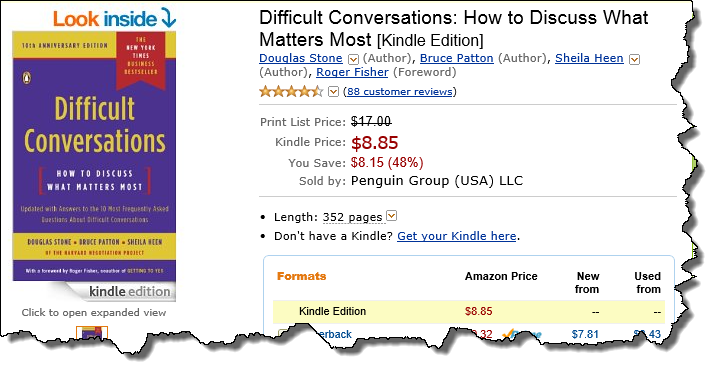 Look inside
10TH ANNIVERSARY EDITION
THE
NEW YORK
TIMES
BUSINESS
BESTSELLER
Difficult
Conversations
HOW TO DISCUSS
WHAT MATTERS MOST
Updated with Answers to the 10 Most Frequently Asked
Questions About Difficult Conversations
DOUGLAS STONE • BRUCE PATTON • SHEILA HEEN
OF THE HARVARD NEGOTIATION PROJECT
With a foreword by Roger Fisher, coauthor of GETTING TO YES
kindle edition
Click to open expanded view
Difficult Conversations: How to Discuss What
Matters Most [Kindle Edition]
Douglas Stone (Author), Bruce Patton (Author), Sheila Heen
(Author), Roger Fisher (Foreword)
(88 customer reviews)
Print List Price: $17.00
Kindle Price: $8.85
You Save: $8.15 (48%)
Sold by: Penguin Group (USA) LLC
• Length: 352 pages
• Don't have a Kindle? Get your Kindle here.
Formats Amazon Price New from Used from
Kindle Edition $8.85 -- --
$7.81